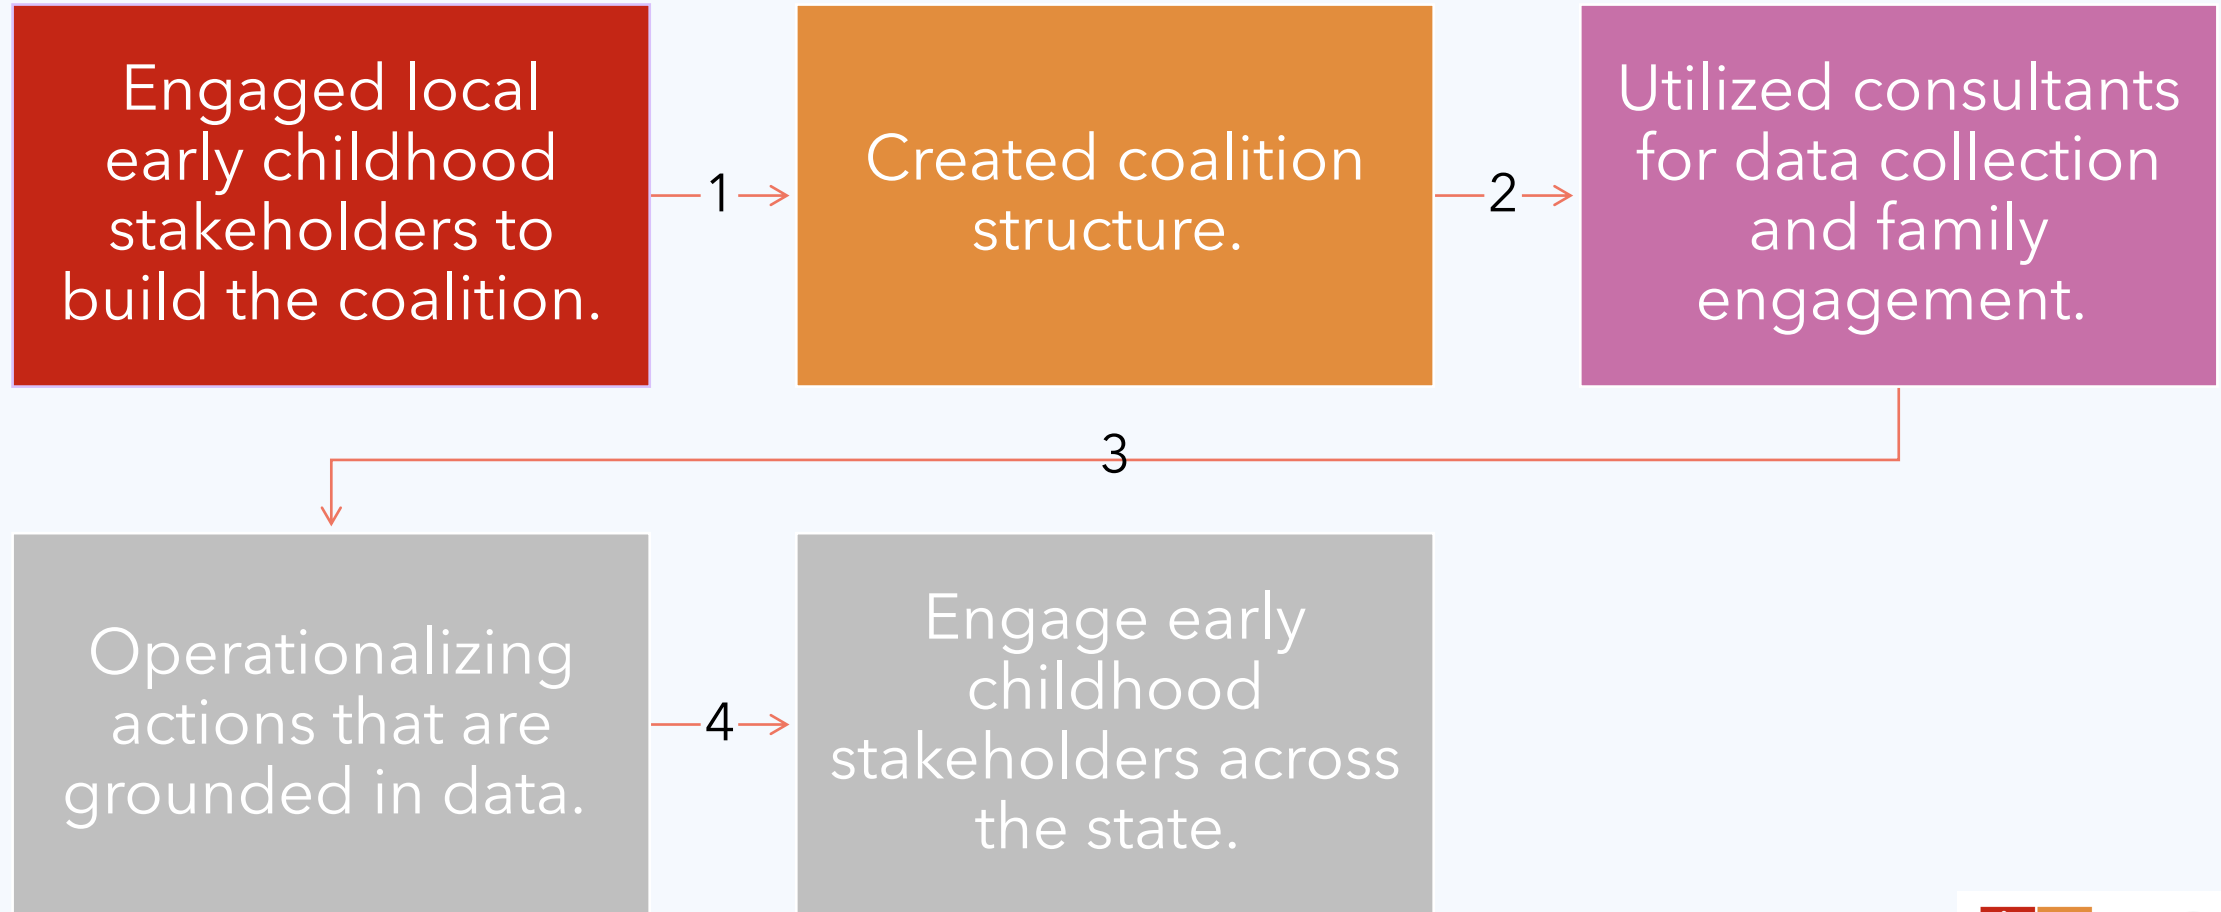 Engaged local
early childhood
stakeholders to
build the coalition.
1
Created coalition
structure.
2
Utilized consultants
for data collection
and family
engagement.
3
Operationalizing
actions that are
grounded in data.
4
Engage early
childhood
stakeholders across
the state.